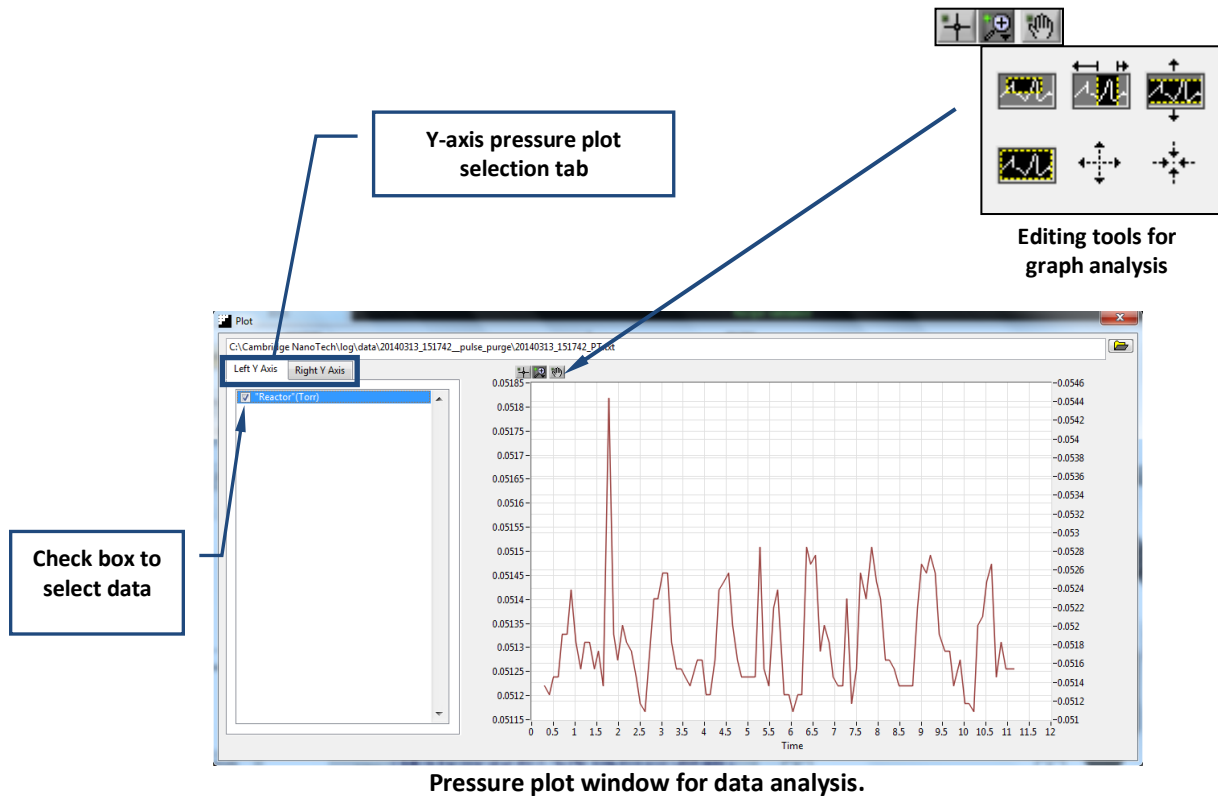 Y-axis pressure plot
selection tab
Editing tools for
graph analysis
Plot
C:\Cambridge NanoTech\log\data\20140313_151742__pulse_purge\20140313_151742_PT.txt
Left Y Axis
Right Y Axis
"Reactor"(Torr)
Check box to
select data
0.05185
0.0518
0.05175
0.0517
0.05165
0.0516
0.05155
0.0515
0.05145
0.0514
0.05135
0.0513
0.05125
0.0512
0.05115
0.0546
0.0544
0.0542
0.054
0.0538
0.0536
0.0534
0.0532
0.053
0.0528
0.0526
0.0524
0.0522
0.052
0.0518
0.0516
0.0514
0.0512
0.051
0 0.5 1 1.5 2 2.5 3 3.5 4 4.5 5 5.5 6 6.5 7 7.5 8 8.5 9 9.5 10 10.5 11 11.5 12
Time
Pressure plot window for data analysis.